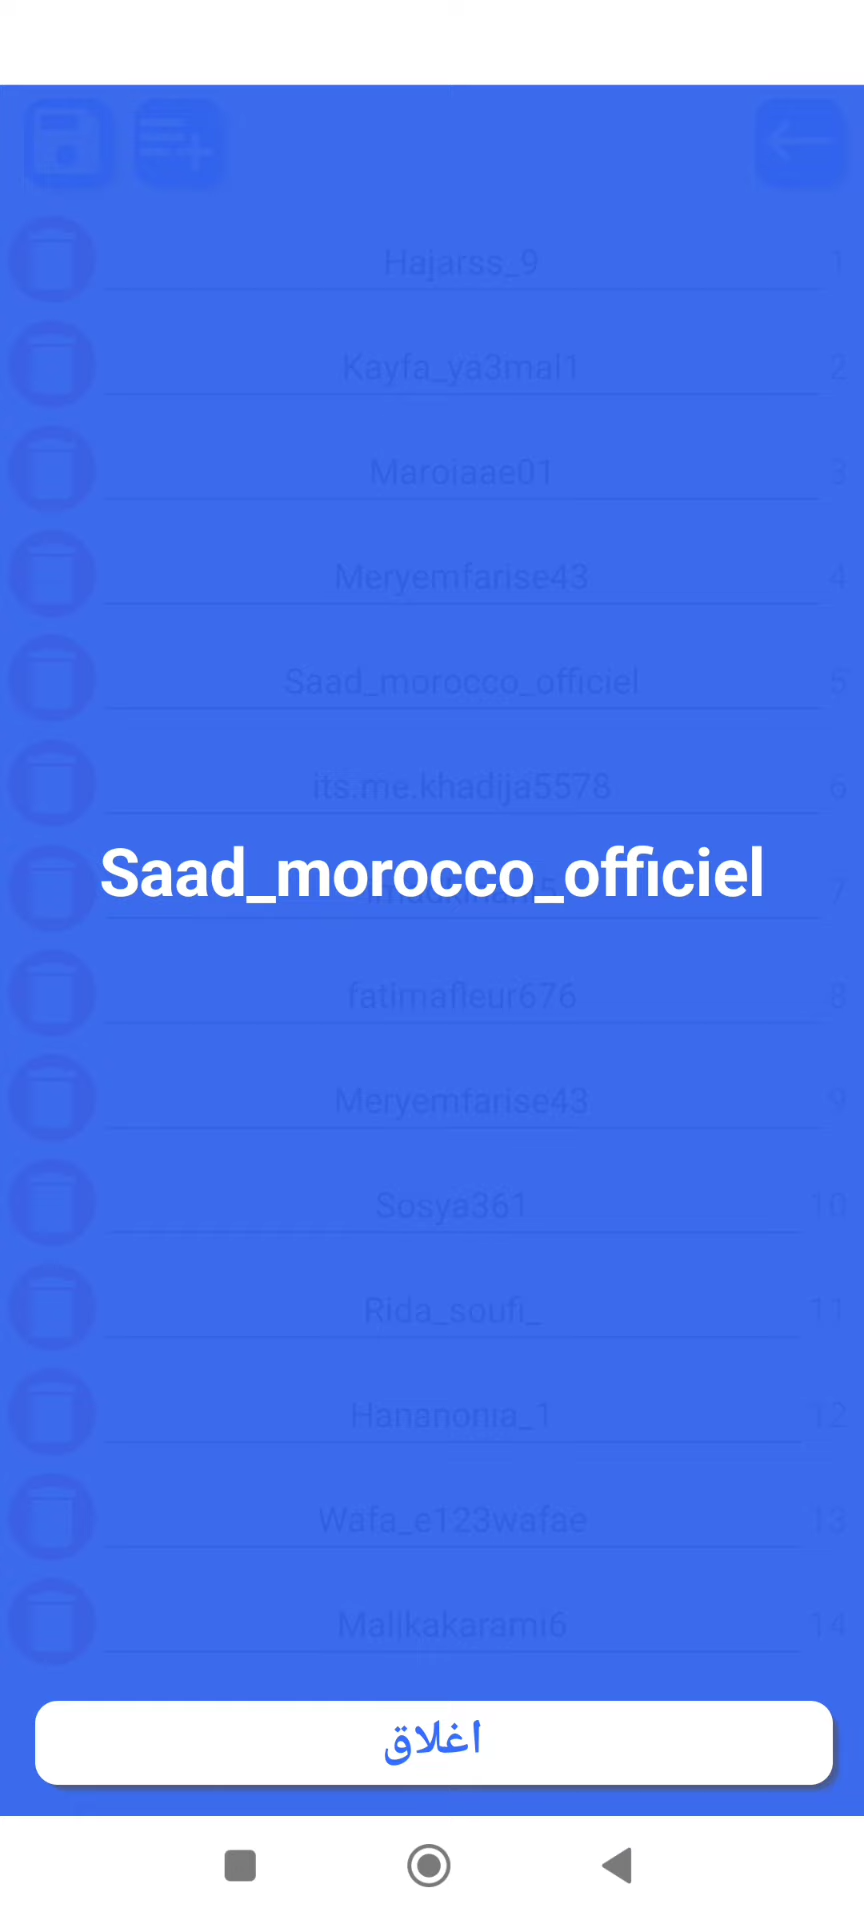 Hajarss_9 1
Kayfa_ya3mal1 2
Maroiaae01 3
Meryemfarise43 4
Saad_morocco_officiel 5
its.me.khadija5578 6
Saad_morocco_officiel
7
fatimafleur676 8
Meryemfarise43 9
Sosya361 10
Rida_soufi_ 11
Hananonia_1 12
Wafa_e123wafae 13
Mallkakarami6 14
اغلاق